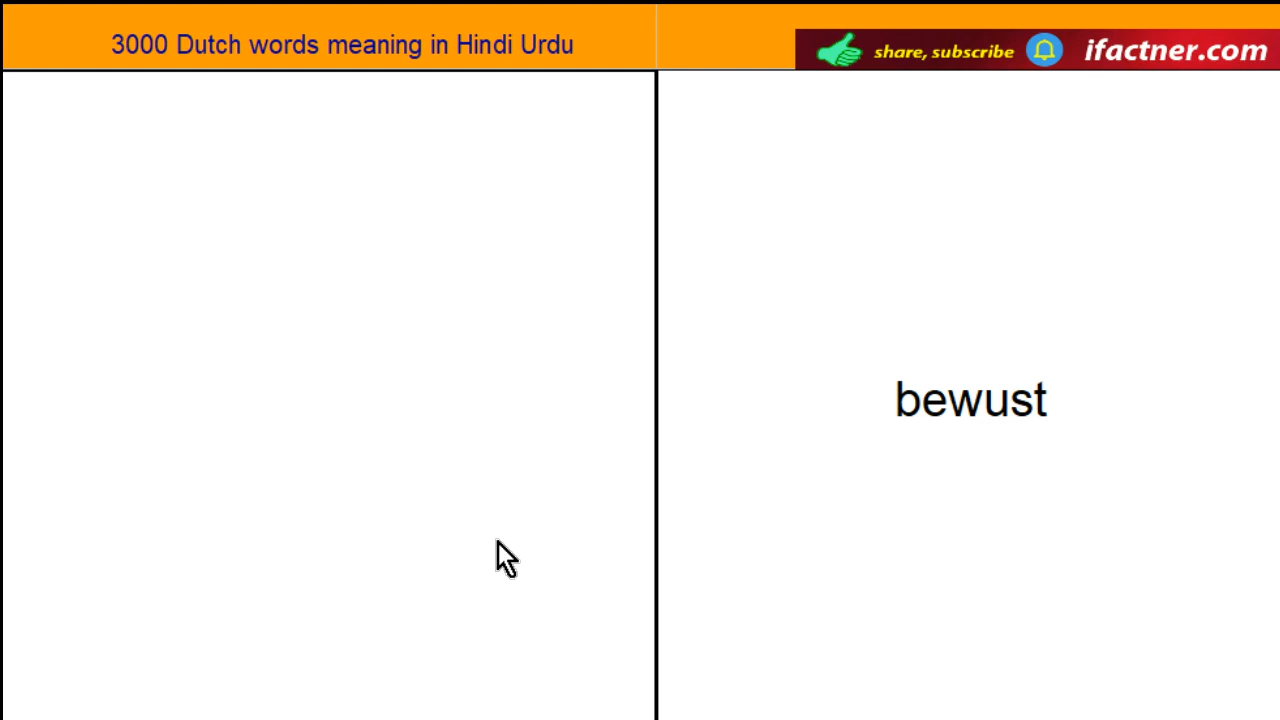 3000 Dutch words meaning in Hindi Urdu
share, subscribe
ifactner.com
bewust